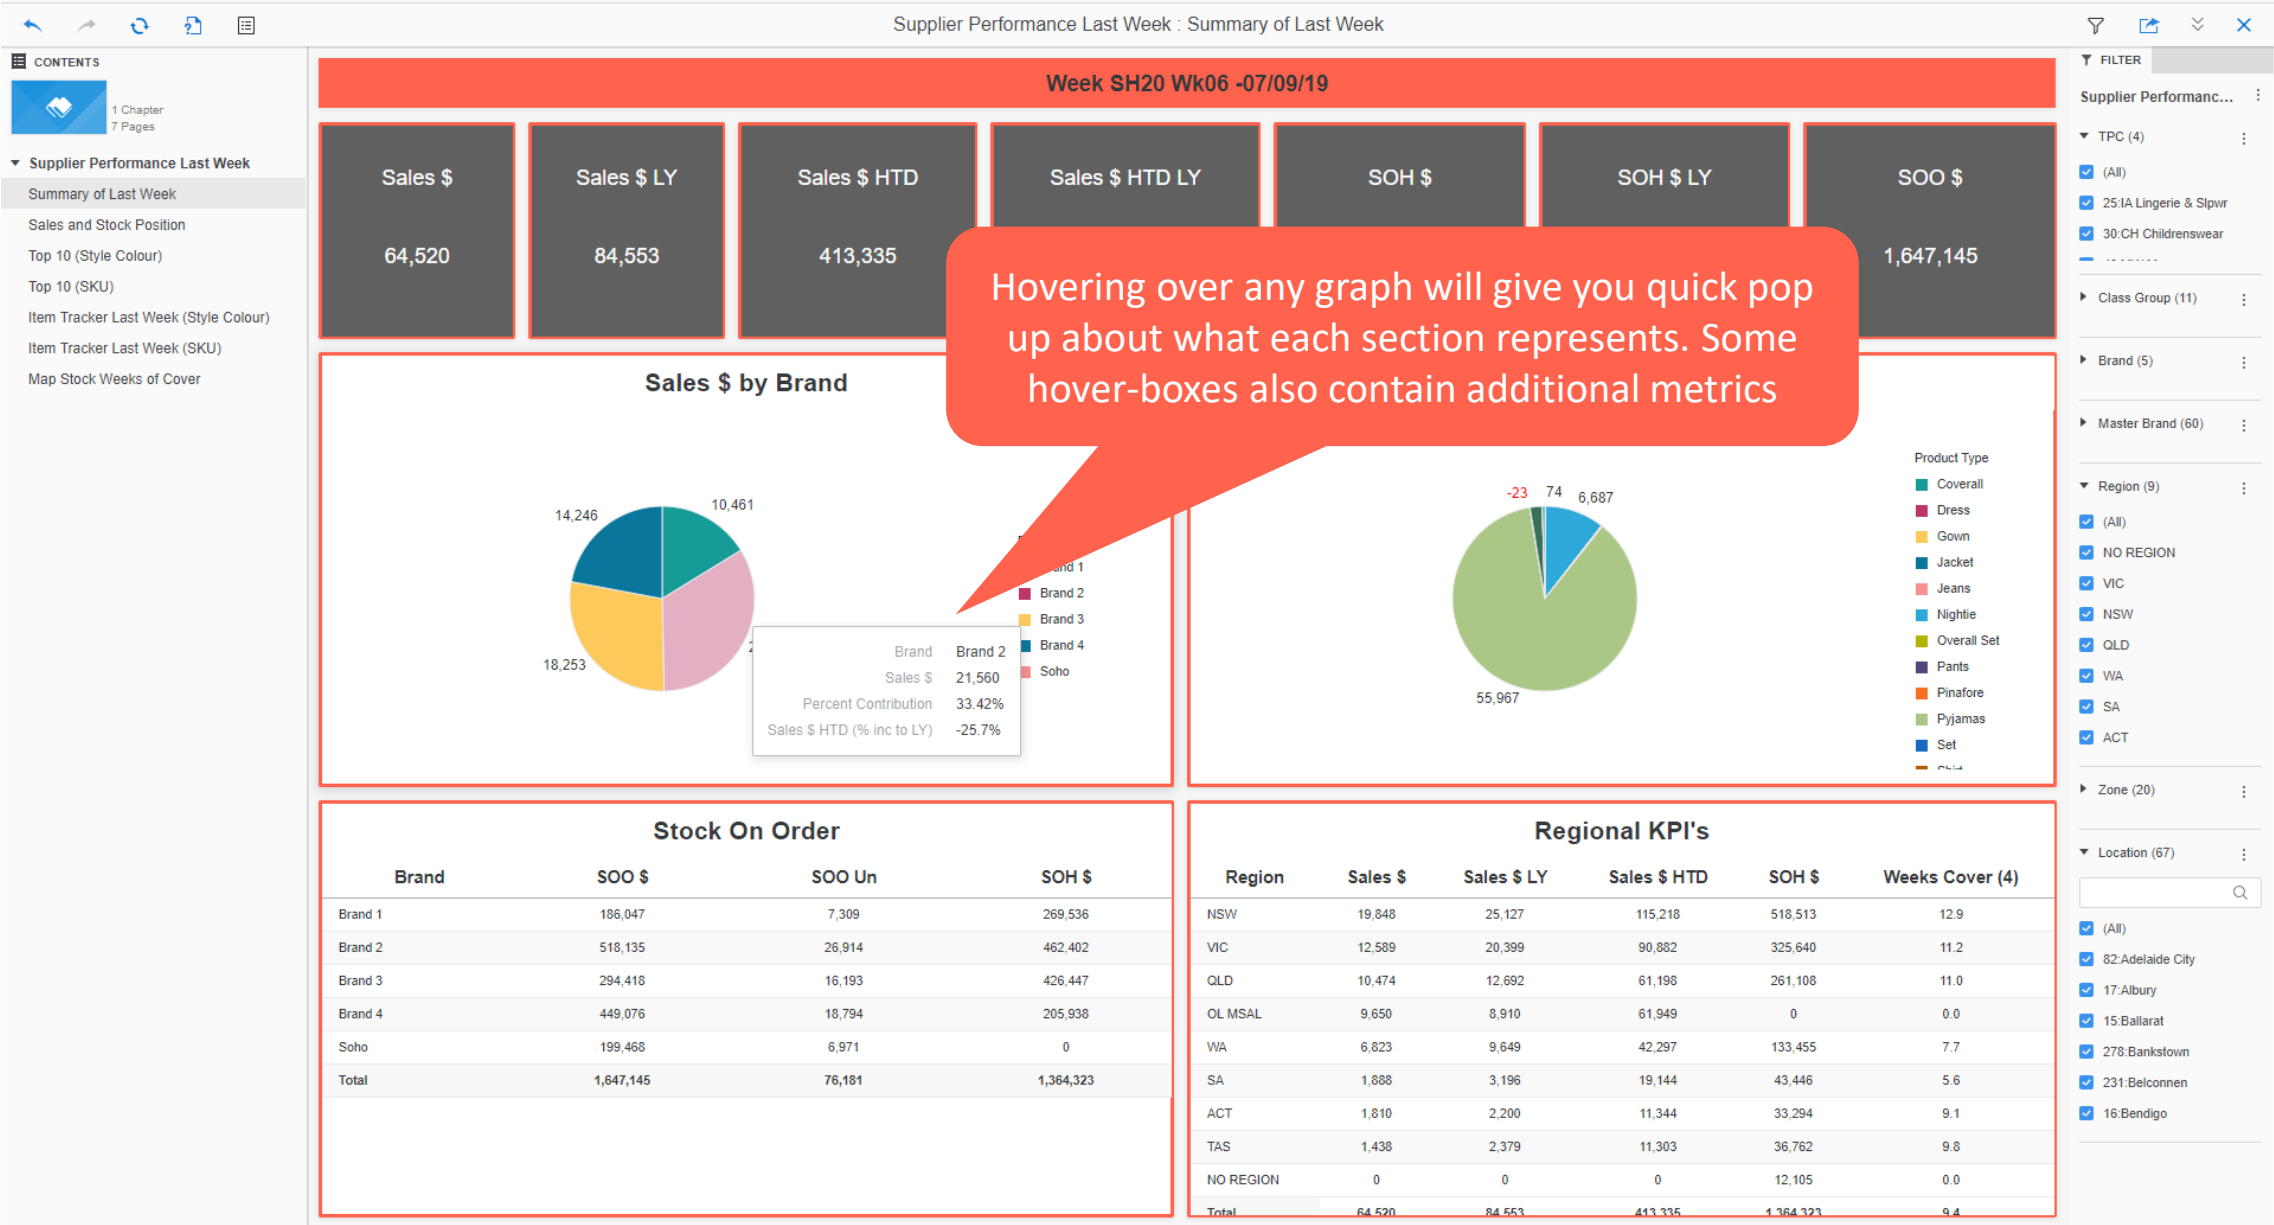 Supplier Performance Last Week : Summary of Last Week
CONTENTS
1 Chapter
7 Pages
Supplier Performance Last Week
Summary of Last Week
Sales and Stock Position
Top 10 (Style Colour)
Top 10 (SKU)
Item Tracker Last Week (Style Colour)
Item Tracker Last Week (SKU)
Map Stock Weeks of Cover
Week SH20 Wk06 -07/09/19
Sales $
64,520
Sales $ LY
84,553
Sales $ HTD
413,335
Sales $ HTD LY
SOH $
SOH $ LY
SOO $
1,647,145
Hovering over any graph will give you quick pop
up about what each section represents. Some
hover-boxes also contain additional metrics
Sales $ by Brand
14,246
10,461
18,253
Brand 2
Brand 3
Brand 4
Soho
Brand Brand 2
Sales $ 21,560
Percent Contribution 33.42%
Sales $ HTD (% inc to LY) -25.7%
-23 74 6,687
55,967
Product Type
Coverall
Dress
Gown
Jacket
Jeans
Nightie
Overall Set
Pants
Pinafore
Pyjamas
Set
Stock On Order
Brand SOO $ SOO Un SOH $
Brand 1 186,047 7,309 269,536
Brand 2 518,135 26,914 462,402
Brand 3 294,418 16,193 426,447
Brand 4 449,076 18,794 205,938
Soho 199,468 6,971 0
Total 1,647,145 76,181 1,364,323
Regional KPI's
Region Sales $ Sales $ LY Sales $ HTD SOH $ Weeks Cover (4)
NSW 19,848 25,127 115,218 518,513 12.9
VIC 12,589 20,399 90,882 325,640 11.2
QLD 10,474 12,692 61,198 261,108 11.0
OL MSAL 9,650 8,910 61,949 0 0.0
WA 6,823 9,649 42,297 133,455 7.7
SA 1,888 3,196 19,144 43,446 5.6
ACT 1,810 2,200 11,344 33,294 9.1
TAS 1,438 2,379 11,303 36,762 9.8
NO REGION 0 0 0 12,105 0.0
Total 64,520 84,553 413,335 1,364,323 9.4
FILTER
Supplier Performanc...
TPC (4)
(All)
25:IA Lingerie & Slpwr
30:CH Childrenswear
Class Group (11)
Brand (5)
Master Brand (60)
Region (9)
(All)
NO REGION
VIC
NSW
QLD
WA
SA
ACT
Zone (20)
Location (67)
(All)
82:Adelaide City
17:Albury
15:Ballarat
278:Bankstown
231:Belconnen
16:Bendigo